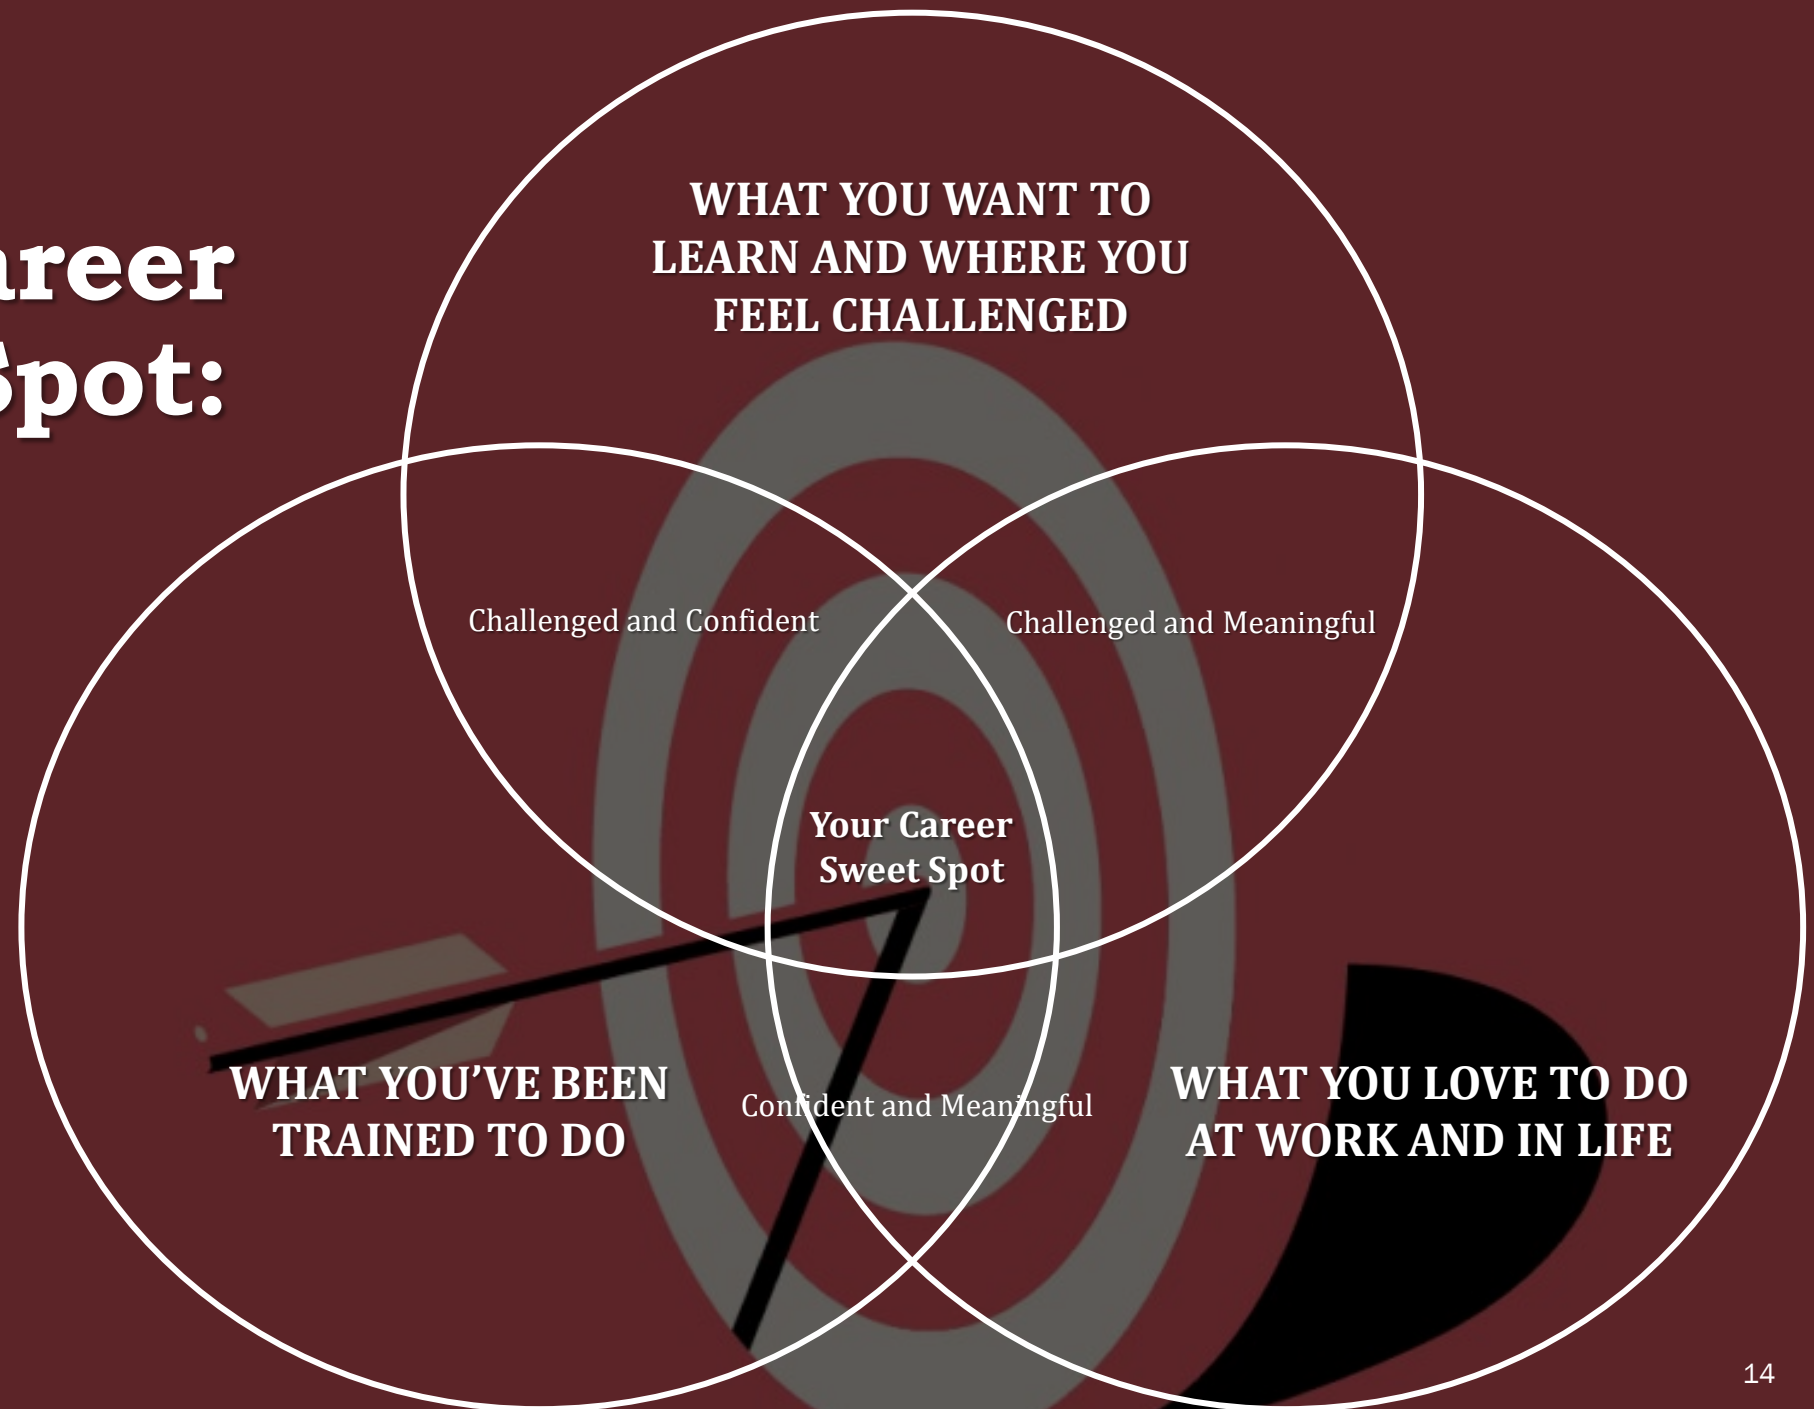 WHAT YOU WANT TO
LEARN AND WHERE YOU
FEEL CHALLENGED
Challenged and Confident
Challenged and Meaningful
Your Career
Sweet Spot
WHAT YOU’VE BEEN
TRAINED TO DO
Confident and Meaningful
WHAT YOU LOVE TO DO
AT WORK AND IN LIFE
14